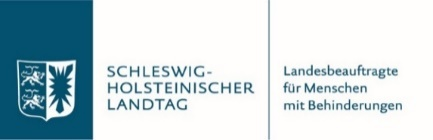 SCHLESWIG-
HOLSTEINISCHER
LANDTAG
Landesbeauftragte
für Menschen
mit Behinderungen